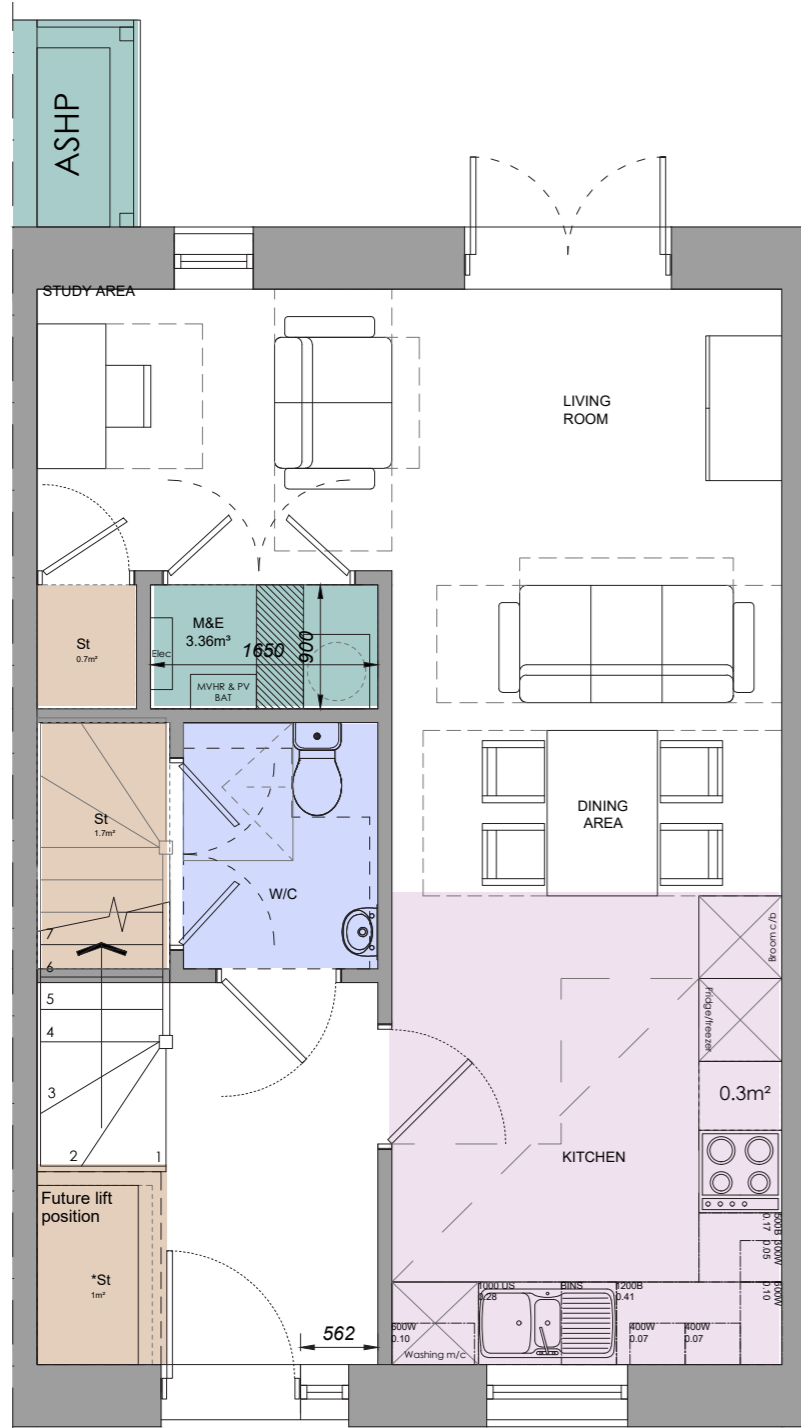 ASHP
STUDY AREA
LIVING
ROOM
St
0.7m²
M&E
3.36m³
1650
900
Elec
MVHR & PV
BAT
St
1.7m²
W/C
DINING
AREA
Broom c/b
Fridge/freezer
0.3m²
KITCHEN
7
6
5
4
3
2
1
Future lift
position
*St
1m²
562
500B
0.17
300W
0.05
600W
0.10
1000 US
0.28
BINS
1200B
0.41
600W
0.10
400W
0.07
400W
0.07
Washing m/c